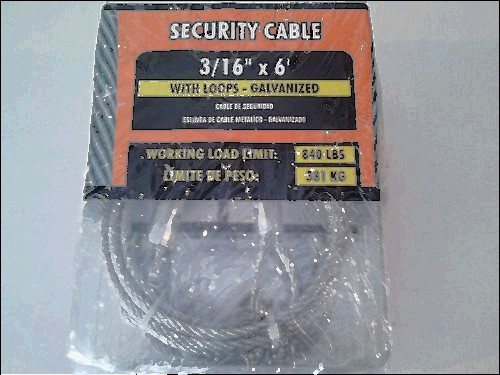 SECURITY CABLE
3/16" x 6'
WITH LOOPS - GALVANIZED
CABLE DE SEGURIDAD
ESLINGA DE CABLE METALICO - GALVANIZADO
WORKING LOAD LIMIT: 840 LBS
LIMITE DE PESO: 381 KG